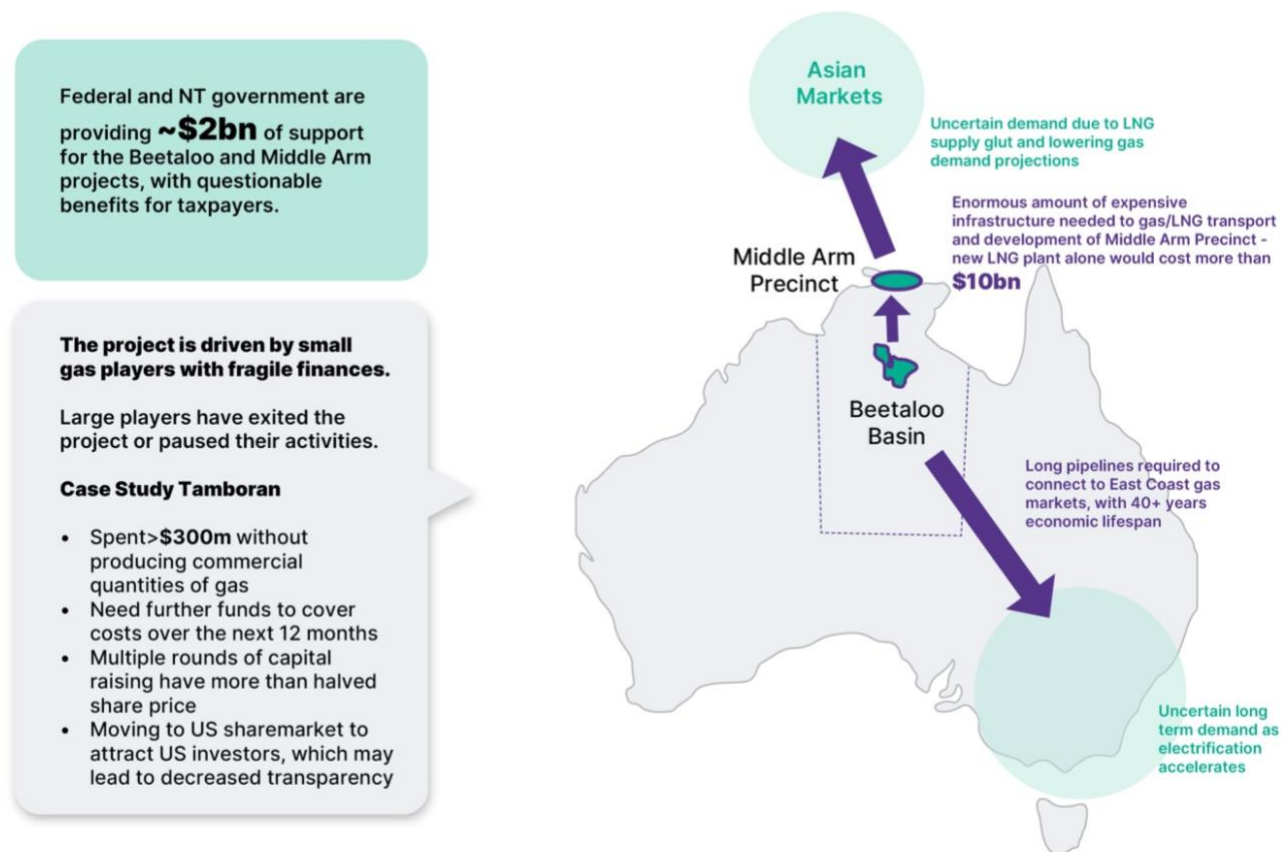 Federal and NT government are
providing ~$2bn of support
for the Beetaloo and Middle Arm
projects, with questionable
benefits for taxpayers.
The project is driven by small
gas players with fragile finances.
Large players have exited the
project or paused their activities.
Case Study Tamboran
• Spent>$300m without
producing commercial
quantities of gas
• Need further funds to cover
costs over the next 12 months
• Multiple rounds of capital
raising have more than halved
share price
• Moving to US sharemarket to
attract US investors, which may
lead to decreased transparency
Asian
Markets
Uncertain demand due to LNG
supply glut and lowering gas
demand projections
Enormous amount of expensive
infrastructure needed to gas/LNG transport
and development of Middle Arm Precinct -
new LNG plant alone would cost more than
$10bn
Middle Arm
Precinct
Beetaloo
Basin
Long pipelines required to
connect to East Coast gas
markets, with 40+ years
economic lifespan
Uncertain long
term demand as
electrification
accelerates